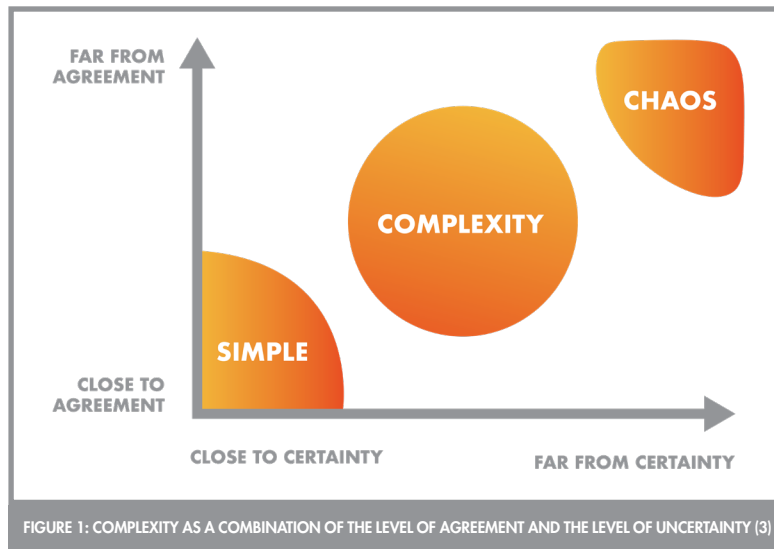 FAR FROM
AGREEMENT
CHAOS
COMPLEXITY
SIMPLE
CLOSE TO
AGREEMENT
CLOSE TO CERTAINTY
FAR FROM CERTAINTY
FIGURE 1: COMPLEXITY AS A COMBINATION OF THE LEVEL OF AGREEMENT AND THE LEVEL OF UNCERTAINTY (3)